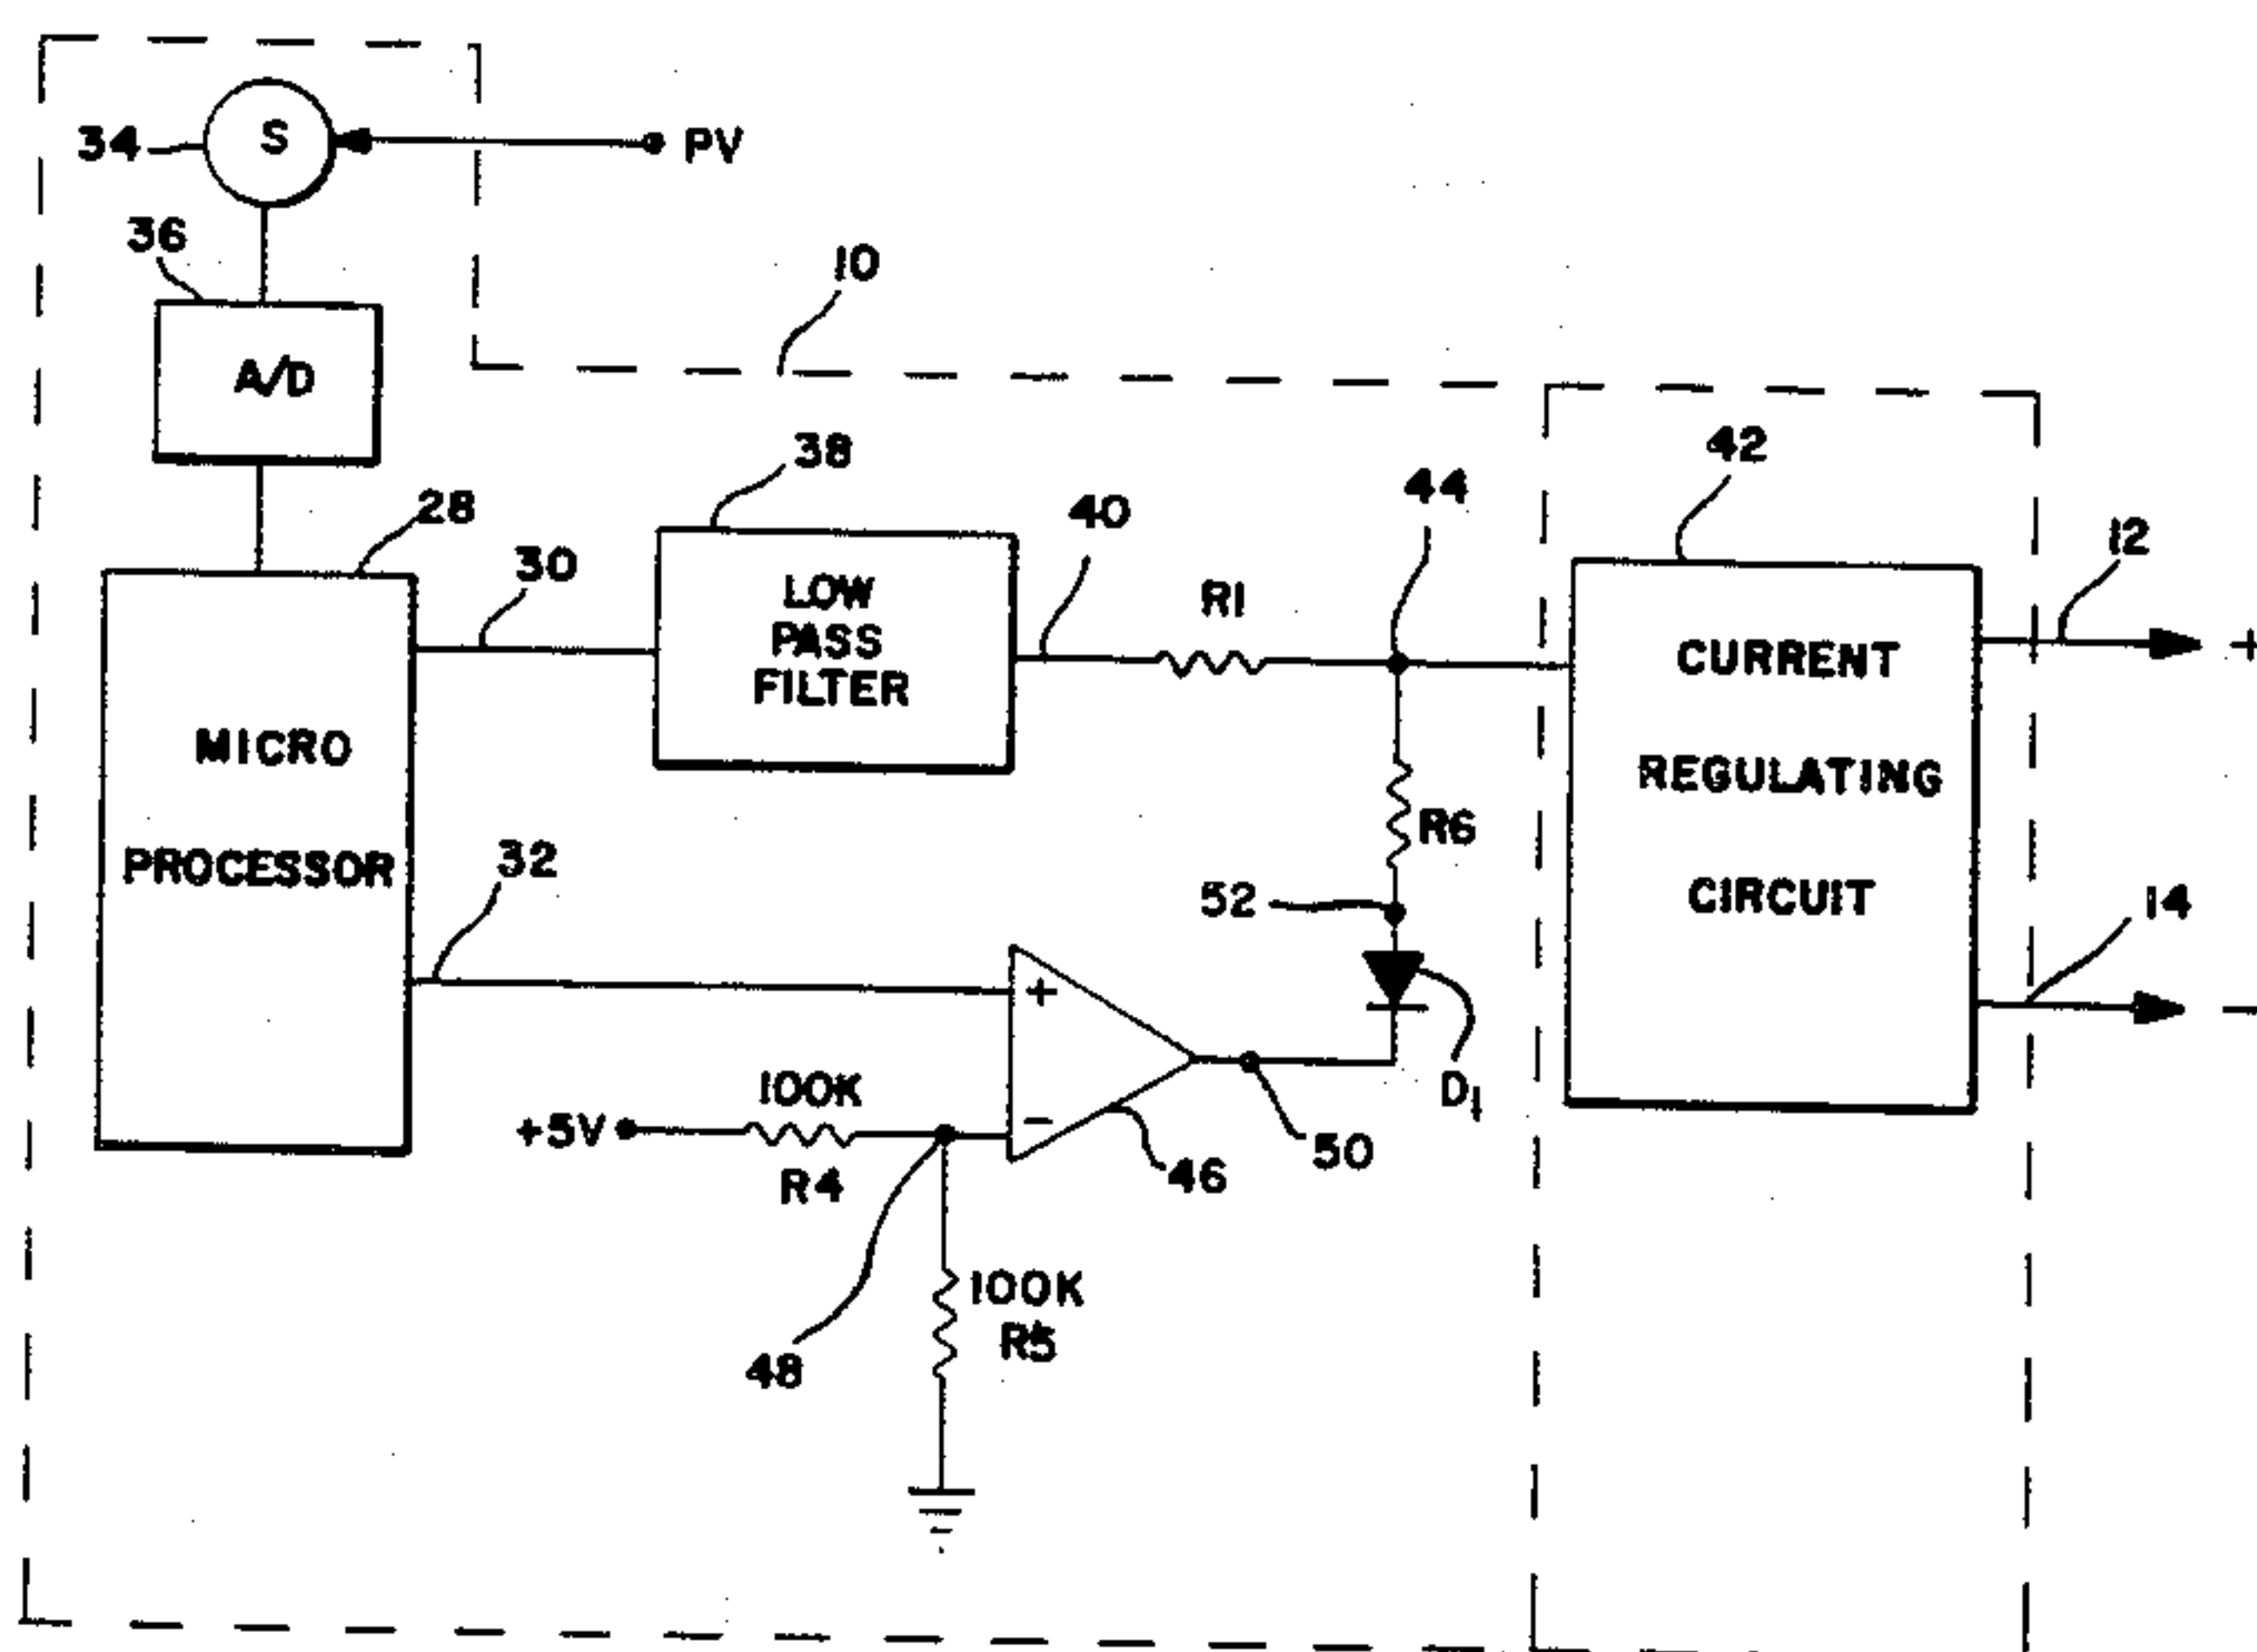 34
S
PV
36
10
A/D
38
42
44
28
40
12
30
R1
LOW
PASS
FILTER
+
CURRENT
REGULATING
CIRCUIT
MICRO
PROCESSOR
R6
32
52
14
+
−
−
D1
100K
+5V
R4
46
50
100K
R5
48